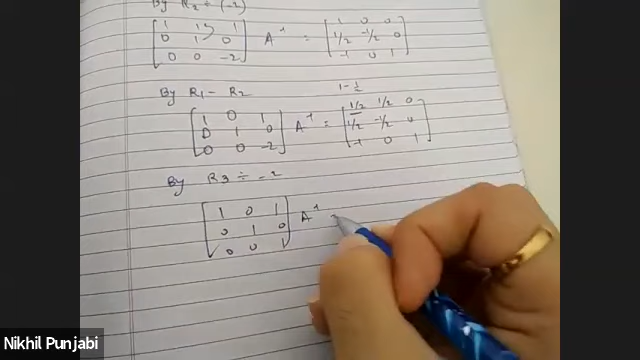 By R2 ÷ (-2)
[1 1 1
0 1 0
0 0 -2] A⁻¹ = [1 0 0
1/2 -1/2 0
-1 0 1]
By R1 - R2
1 - 1/2
[1 0 1
0 1 0
0 0 -2] A⁻¹ = [1/2 1/2 0
1/2 -1/2 0
-1 0 1]
By R3 ÷ -2
[1 0 1
0 1 0
0 0 1] A⁻¹
Nikhil Punjabi